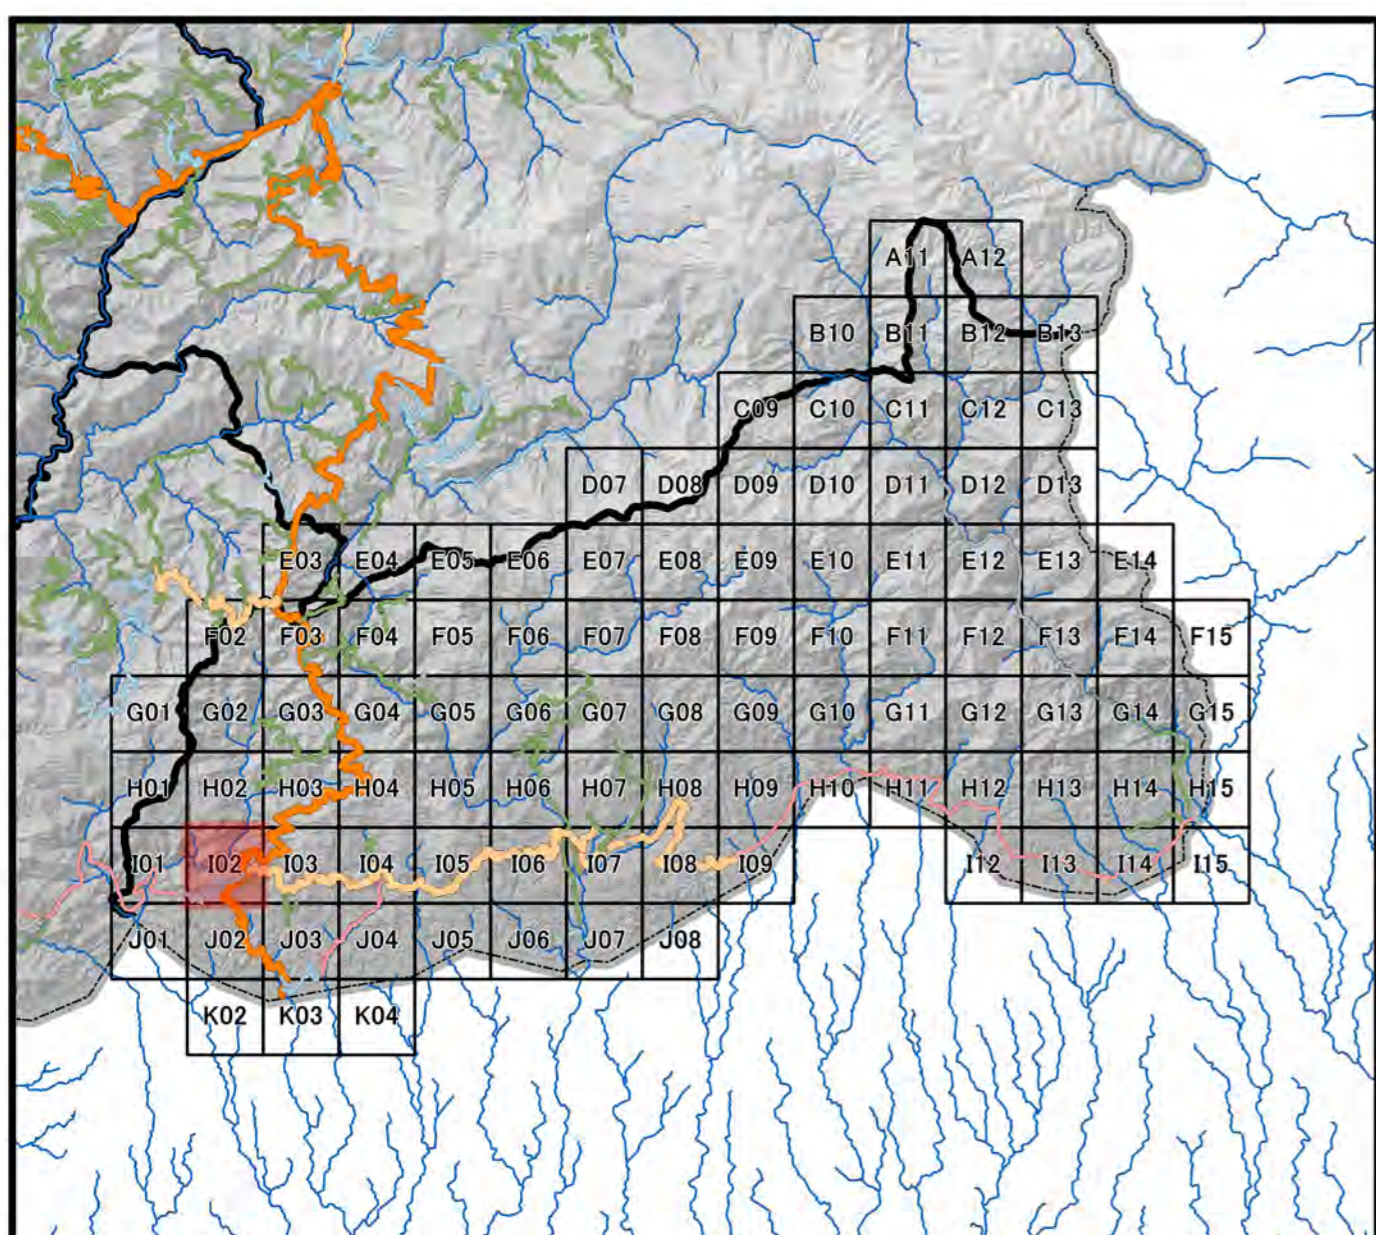 A11 A12
B10 B11 B12 B13
C09 C10 C11 C12 C13
D07 D08 D09 D10 D11 D12 D13
E03 E04 E05 E06 E07 E08 E09 E10 E11 E12 E13 E14
F02 F03 F04 F05 F06 F07 F08 F09 F10 F11 F12 F13 F14 F15
G01 G02 G03 G04 G05 G06 G07 G08 G09 G10 G11 G12 G13 G14 G15
H01 H02 H03 H04 H05 H06 H07 H08 H09 H10 H11 H12 H13 H14 H15
I01 I02 I03 I04 I05 I06 I07 I08 I09 I12 I13 I14 I15
J01 J02 J03 J04 J05 J06 J07 J08
K02 K03 K04